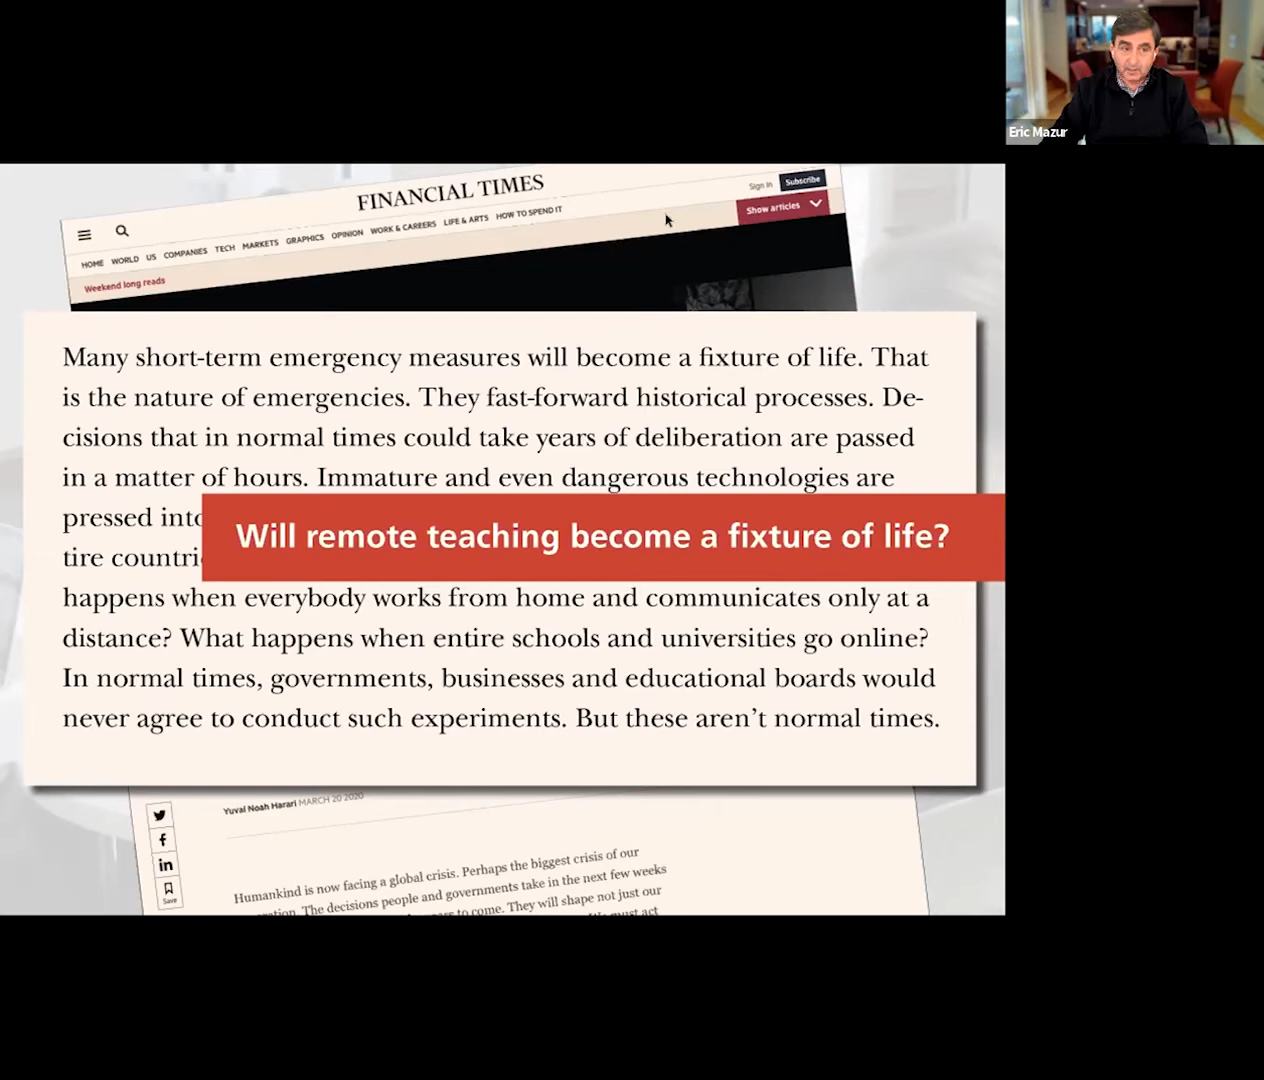 Eric Mazur
FINANCIAL TIMES
Sign In Subscribe
Show articles
HOME WORLD US COMPANIES TECH MARKETS GRAPHICS OPINION WORK & CAREERS LIFE & ARTS HOW TO SPEND IT
Weekend long reads
Many short-term emergency measures will become a fixture of life. That
is the nature of emergencies. They fast-forward historical processes. De-
cisions that in normal times could take years of deliberation are passed
in a matter of hours. Immature and even dangerous technologies are
pressed into
Will remote teaching become a fixture of life?
tire countri
happens when everybody works from home and communicates only at a
distance? What happens when entire schools and universities go online?
In normal times, governments, businesses and educational boards would
never agree to conduct such experiments. But these aren't normal times.
Yuval Noah Harari MARCH 20 2020
f
in
Save
Humankind is now facing a global crisis. Perhaps the biggest crisis of our
The decisions people and governments take in the next few weeks
to come. They will shape not just our
must act